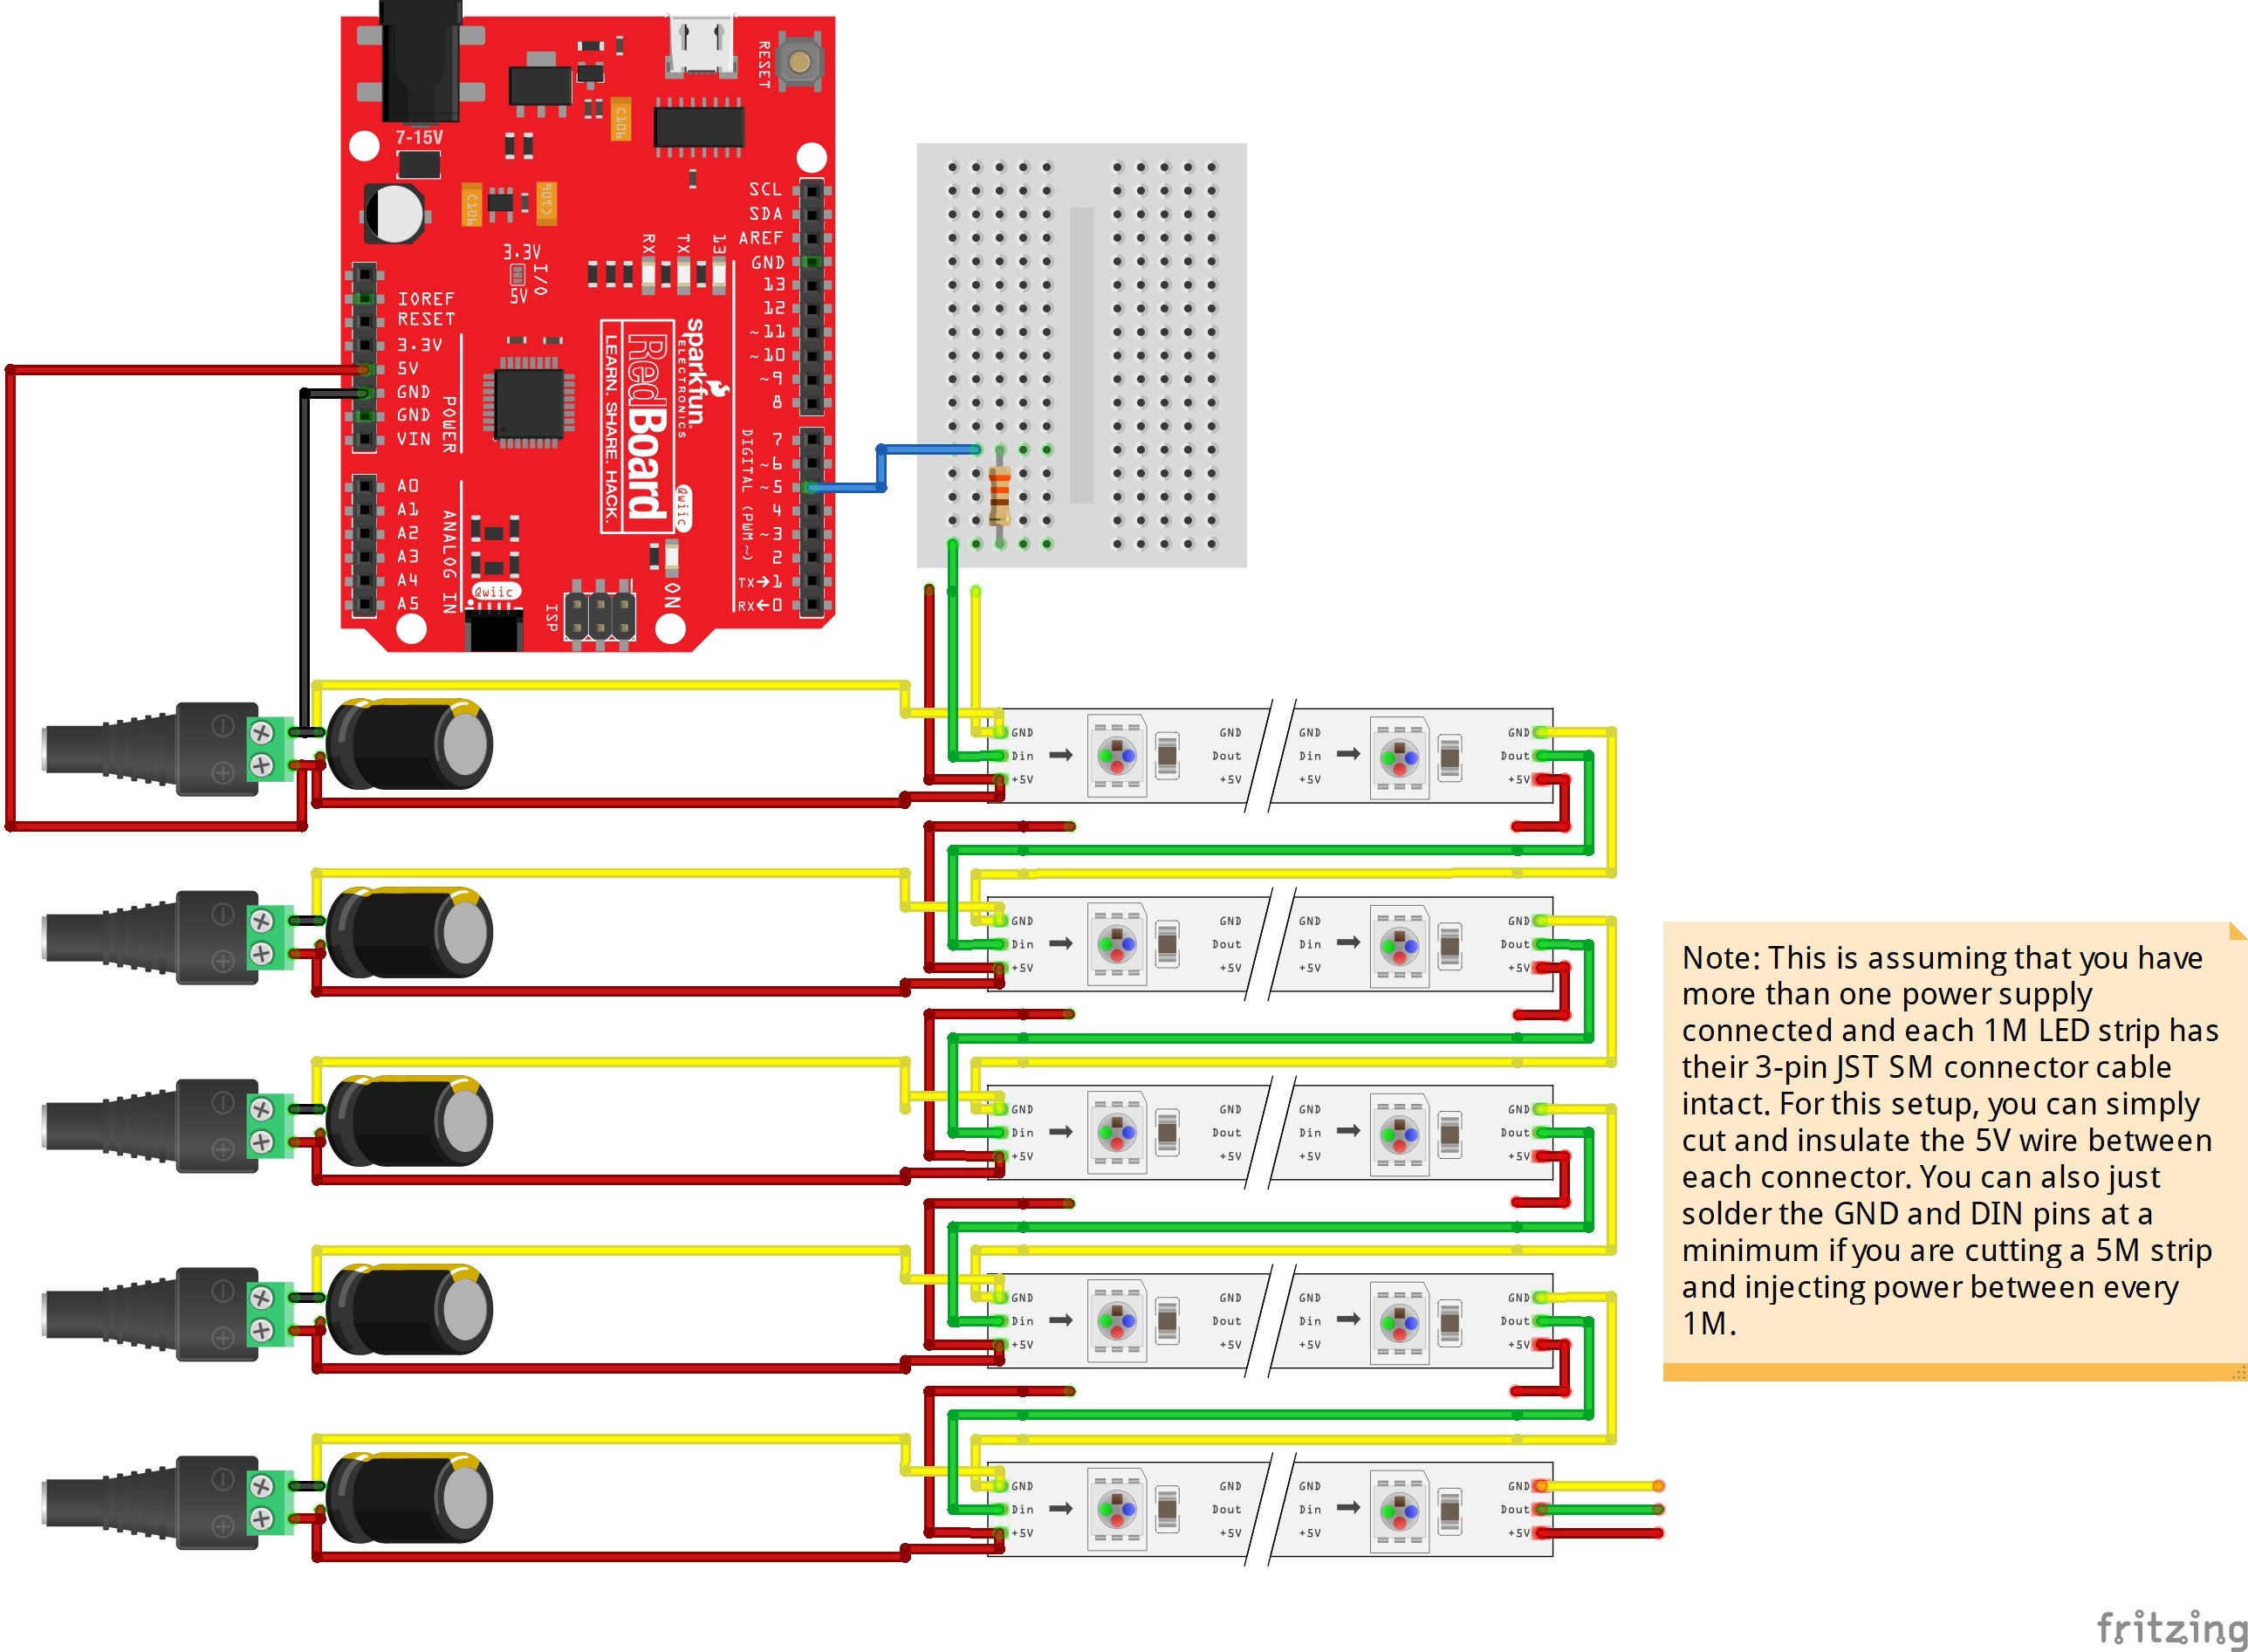 7-15V
RESET
C106
C106
C106
SCL
SDA
AREF
GND
13
12
~11
~10
~9
8
7
~6
~5
4
~3
2
TX→1
RX←0
RX
TX
13
3.3V
I/O
5V
IOREF
RESET
3.3V
5V
GND
GND
VIN
POWER
A0
A1
A2
A3
A4
A5
ANALOG IN
sparkfun
ELECTRONICS
RedBoard
LEARN. SHARE. HACK.
Qwiic
DIGITAL (PWM ~)
Qwiic
ISP
ON
GND GND GND GND
Din Dout Din Dout
+5V +5V +5V +5V
GND GND GND GND
Din Dout Din Dout
+5V +5V +5V +5V
GND GND GND GND
Din Dout Din Dout
+5V +5V +5V +5V
GND GND GND GND
Din Dout Din Dout
+5V +5V +5V +5V
GND GND GND GND
Din Dout Din Dout
+5V +5V +5V +5V
Note: This is assuming that you have
more than one power supply
connected and each 1M LED strip has
their 3-pin JST SM connector cable
intact. For this setup, you can simply
cut and insulate the 5V wire between
each connector. You can also just
solder the GND and DIN pins at a
minimum if you are cutting a 5M strip
and injecting power between every
1M.
fritzing